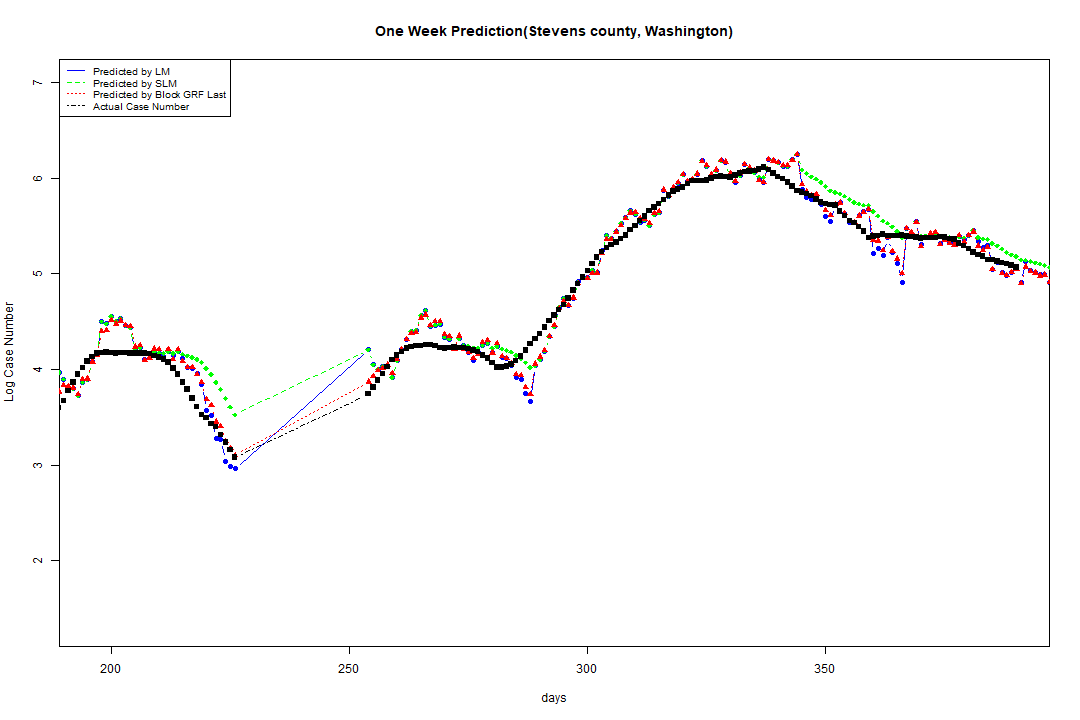 One Week Prediction(Stevens county, Washington)
Predicted by LM
Predicted by SLM
Predicted by Block GRF Last
Actual Case Number
7
6
5
4
3
2
Log Case Number
200
250
300
350
days